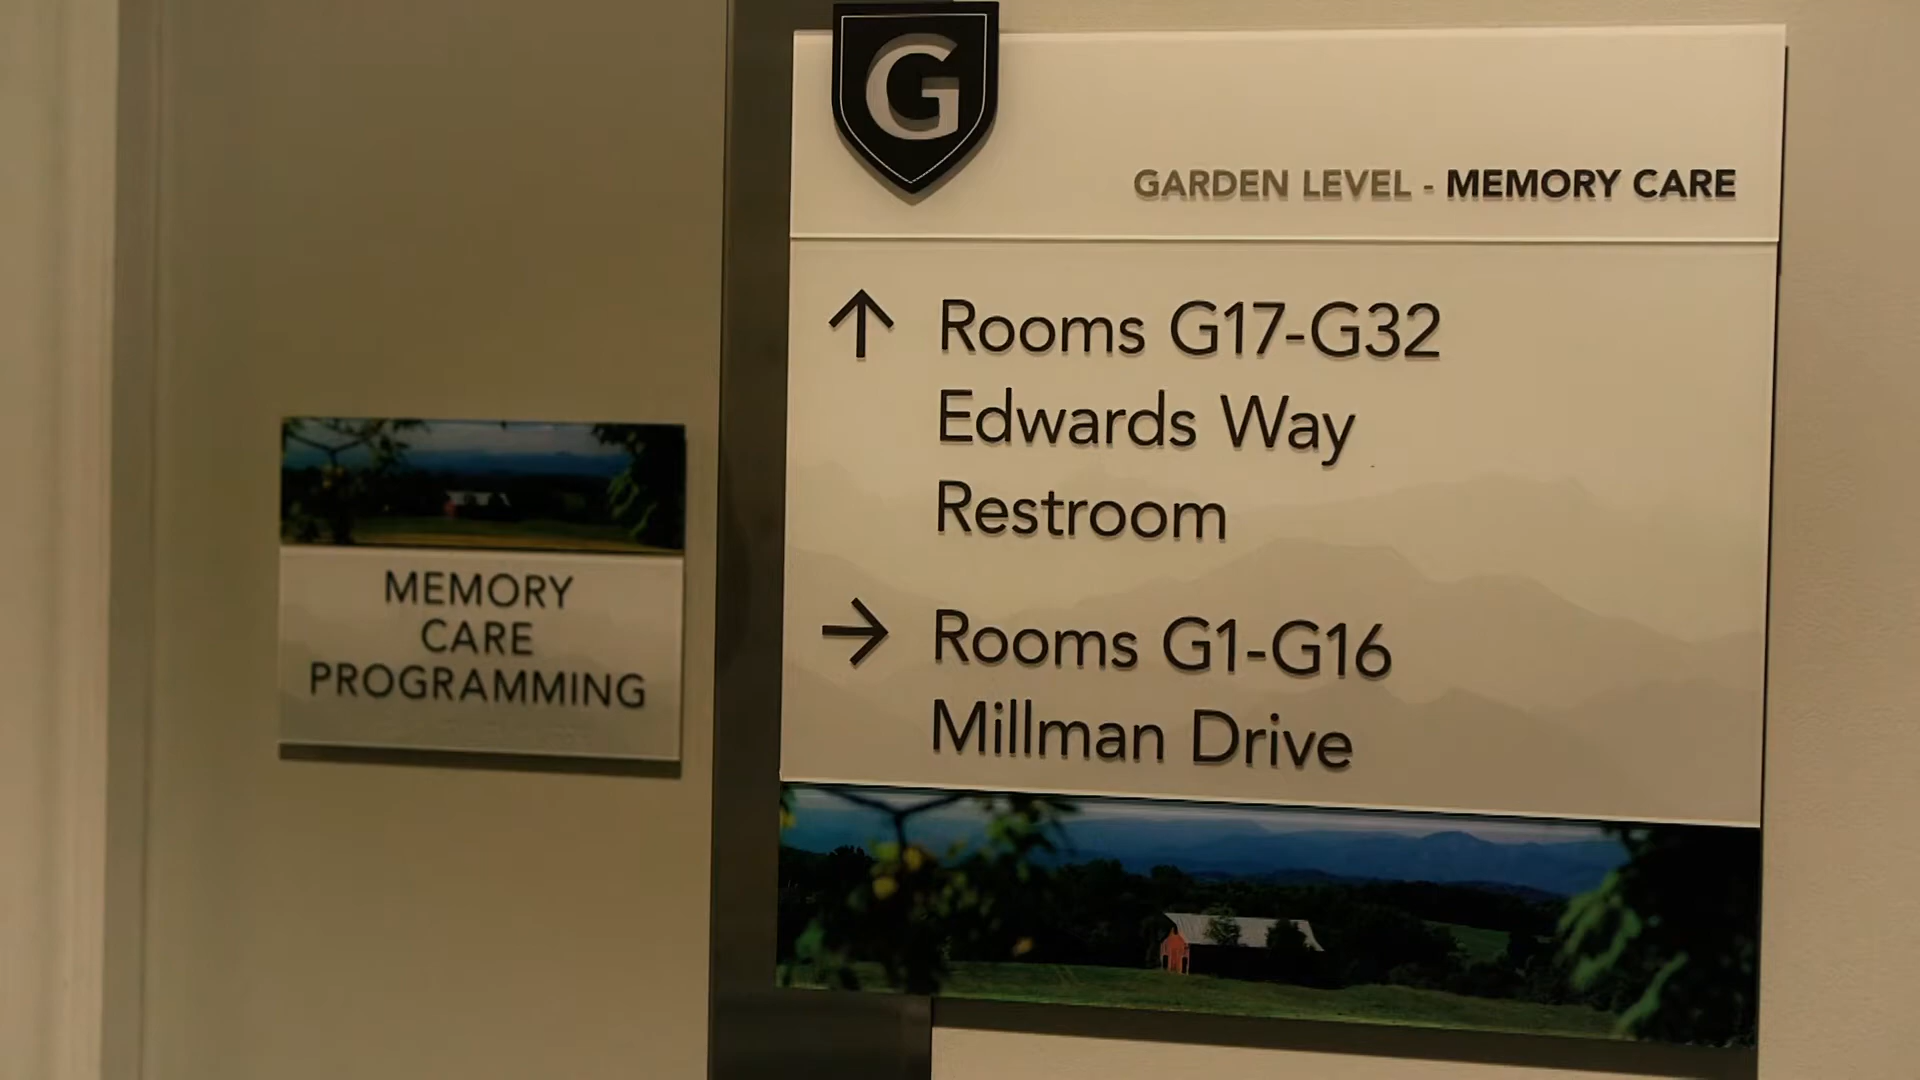 G
GARDEN LEVEL - MEMORY CARE
↑ Rooms G17-G32
Edwards Way
Restroom
→ Rooms G1-G16
Millman Drive
MEMORY
CARE
PROGRAMMING